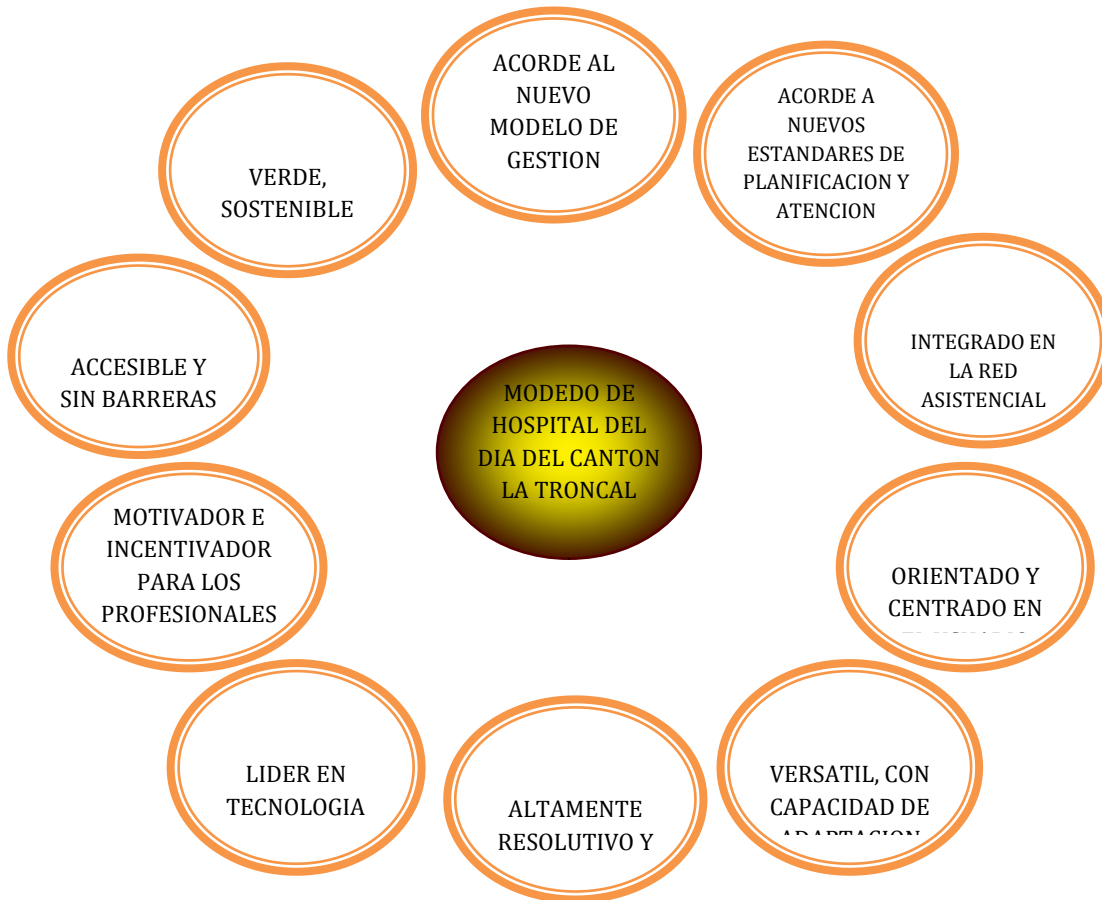 ACORDE AL
NUEVO
MODELO DE
GESTION
ACORDE A
NUEVOS
ESTANDARES DE
PLANIFICACION Y
ATENCION
INTEGRADO EN
LA RED
ASISTENCIAL
ORIENTADO Y
CENTRADO EN
VERSATIL, CON
CAPACIDAD DE
ADAPTACION
ALTAMENTE
RESOLUTIVO Y
LIDER EN
TECNOLOGIA
MOTIVADOR E
INCENTIVADOR
PARA LOS
PROFESIONALES
ACCESIBLE Y
SIN BARRERAS
VERDE,
SOSTENIBLE
MODEDO DE
HOSPITAL DEL
DIA DEL CANTON
LA TRONCAL